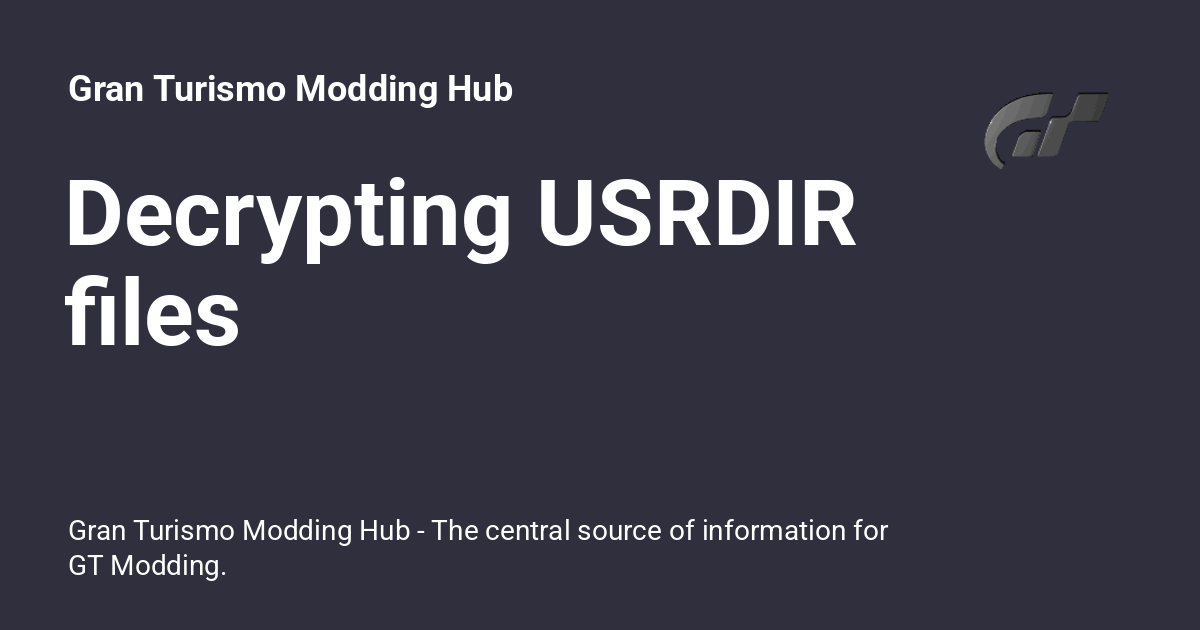 Gran Turismo Modding Hub
Decrypting USRDIR
files
Gran Turismo Modding Hub - The central source of information for
GT Modding.